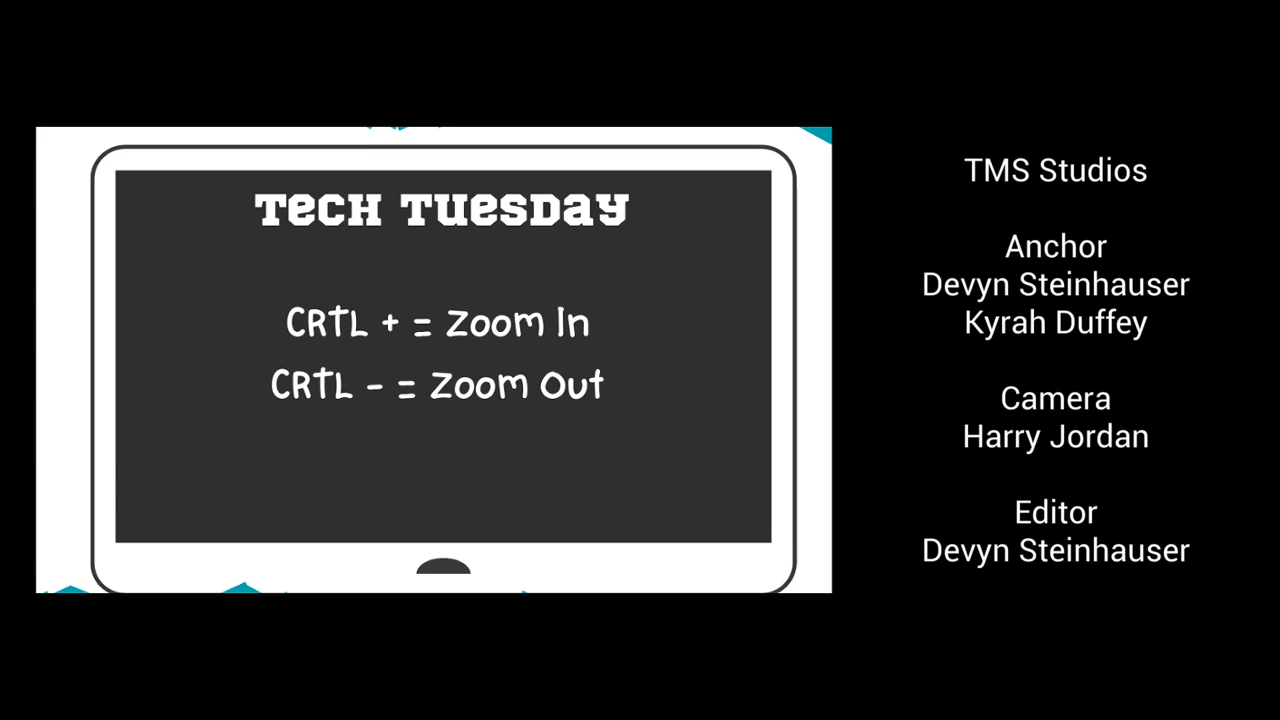 TECH TUESDAY
CRTL + = Zoom In
CRTL - = Zoom Out
TMS Studios
Anchor
Devyn Steinhauser
Kyrah Duffey
Camera
Harry Jordan
Editor
Devyn Steinhauser